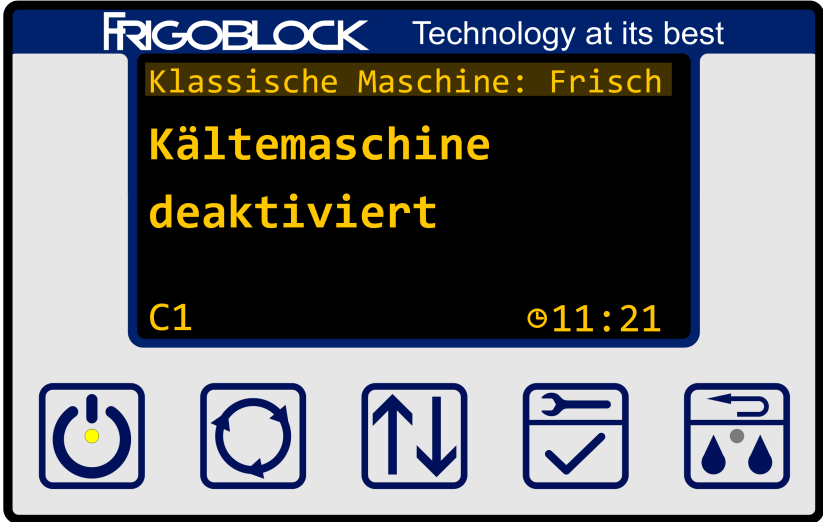 FRIGOBLOCK Technology at its best
Klassische Maschine: Frisch
Kältemaschine
deaktiviert
C1 11:21